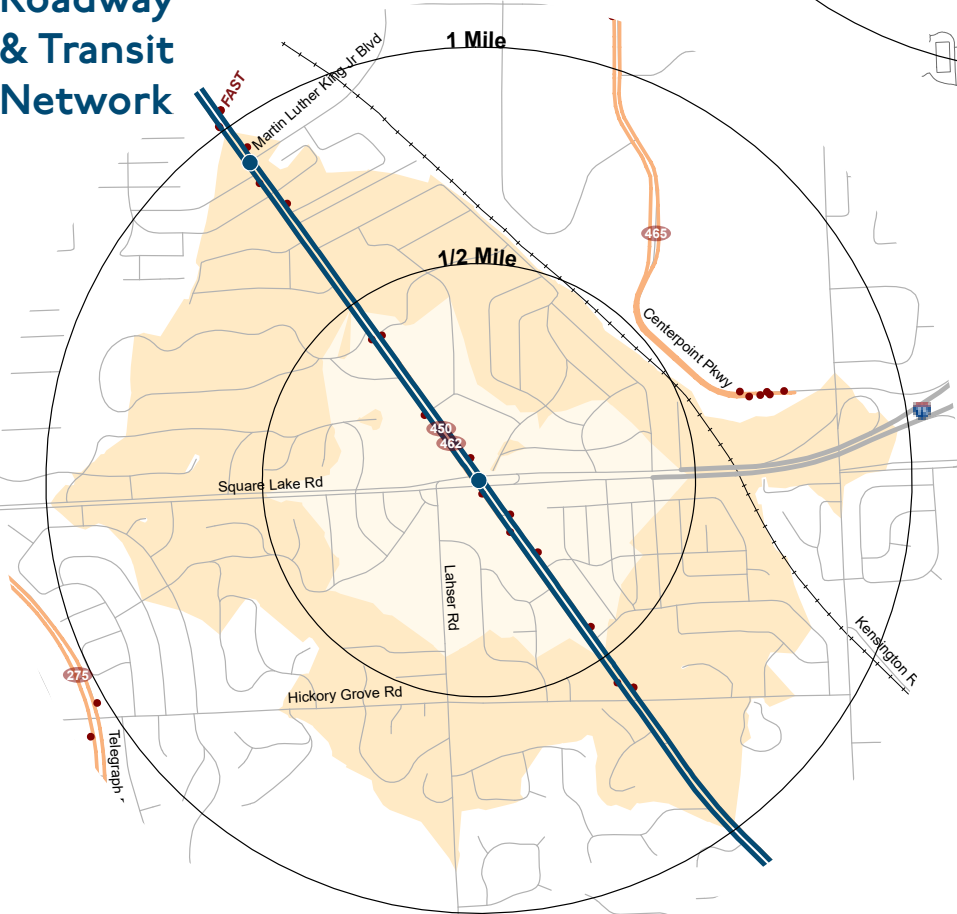 Roadway
& Transit
Network
1 Mile
FAST
Martin Luther King Jr Blvd
465
1/2 Mile
Centerpoint Pkwy
450
462
Square Lake Rd
Lahser Rd
Kensington R
275
Hickory Grove Rd
Telegraph